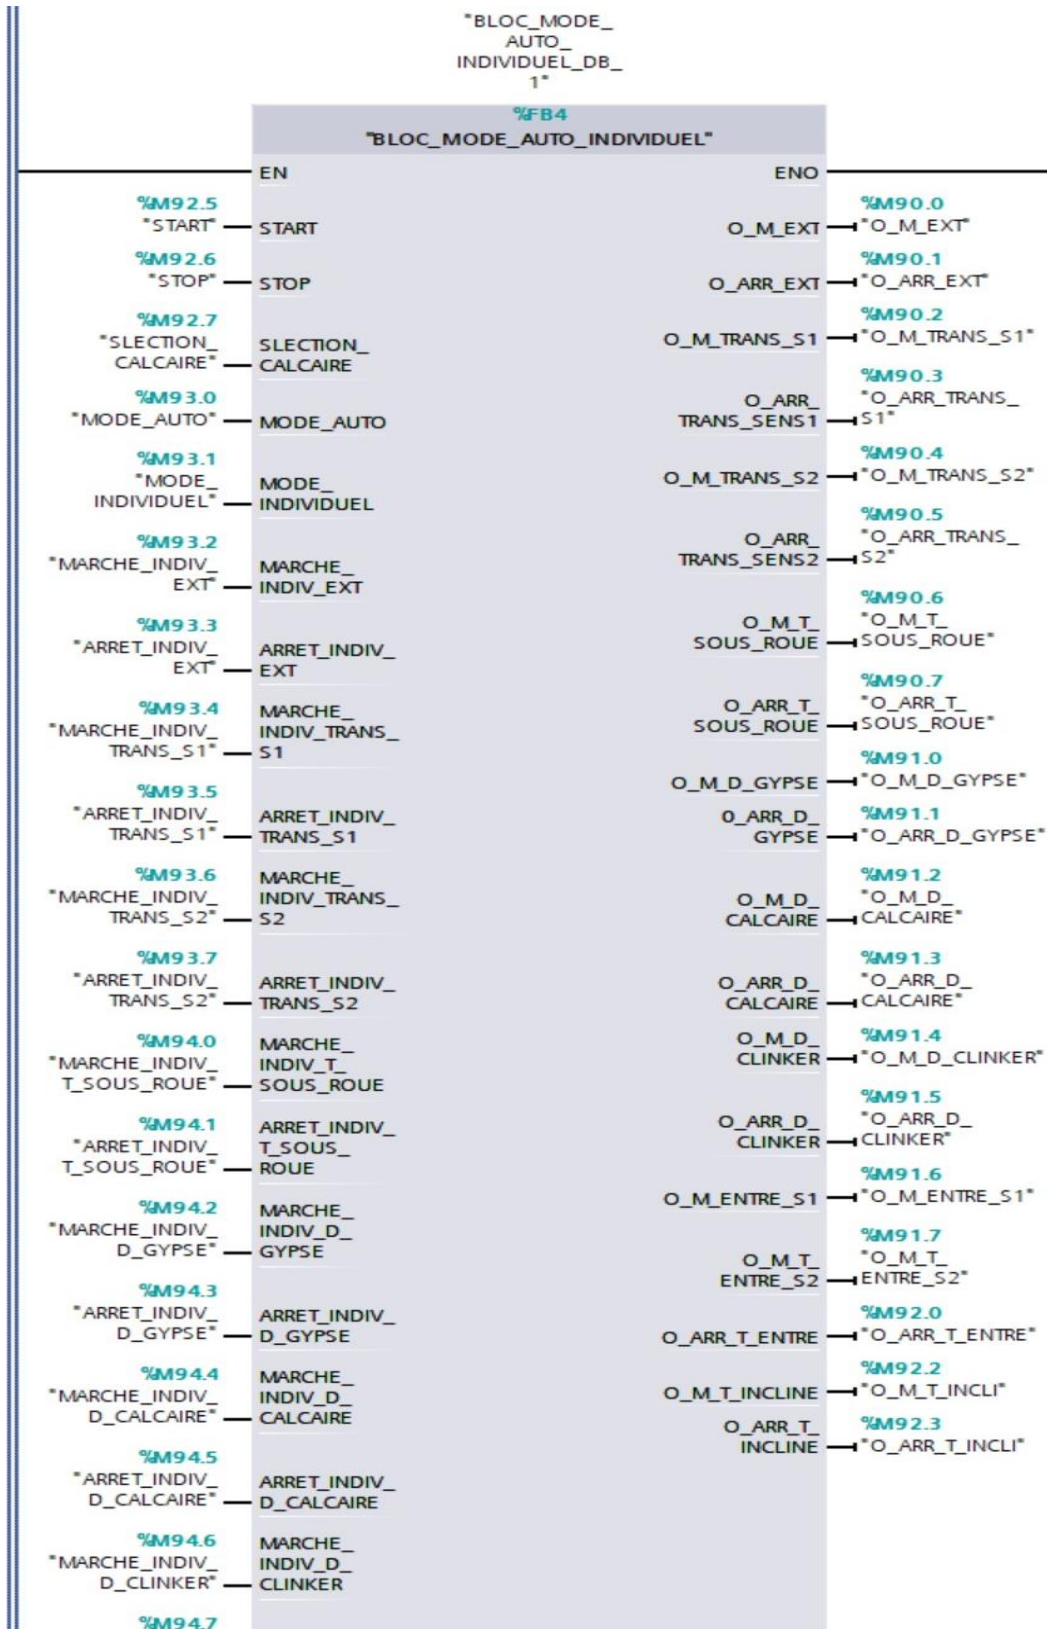 "BLOC_MODE_
AUTO_
INDIVIDUEL_DB_
1"
%FB4
"BLOC_MODE_AUTO_INDIVIDUEL"
EN
ENO
%M92.5
"START"
START
%M92.6
"STOP"
STOP
%M92.7
"SLECTION_
CALCAIRE"
SLECTION_
CALCAIRE
%M93.0
"MODE_AUTO"
MODE_AUTO
%M93.1
"MODE_
INDIVIDUEL"
MODE_
INDIVIDUEL
%M93.2
"MARCHE_INDIV_
EXT"
MARCHE_
INDIV_EXT
%M93.3
"ARRET_INDIV_
EXT"
ARRET_INDIV_
EXT
%M93.4
"MARCHE_INDIV_
TRANS_S1"
MARCHE_
INDIV_TRANS_
S1
%M93.5
"ARRET_INDIV_
TRANS_S1"
ARRET_INDIV_
TRANS_S1
%M93.6
"MARCHE_INDIV_
TRANS_S2"
MARCHE_
INDIV_TRANS_
S2
%M93.7
"ARRET_INDIV_
TRANS_S2"
ARRET_INDIV_
TRANS_S2
%M94.0
"MARCHE_INDIV_
T_SOUS_ROUE"
MARCHE_
INDIV_T_
SOUS_ROUE
%M94.1
"ARRET_INDIV_
T_SOUS_ROUE"
ARRET_INDIV_
T_SOUS_
ROUE
%M94.2
"MARCHE_INDIV_
D_GYPSE"
MARCHE_
INDIV_D_
GYPSE
%M94.3
"ARRET_INDIV_
D_GYPSE"
ARRET_INDIV_
D_GYPSE
%M94.4
"MARCHE_INDIV_
D_CALCAIRE"
MARCHE_
INDIV_D_
CALCAIRE
%M94.5
"ARRET_INDIV_
D_CALCAIRE"
ARRET_INDIV_
D_CALCAIRE
%M94.6
"MARCHE_INDIV_
D_CLINKER"
MARCHE_
INDIV_D_
CLINKER
%M94.7
O_M_EXT
%M90.0
"O_M_EXT"
O_ARR_EXT
%M90.1
"O_ARR_EXT"
O_M_TRANS_S1
%M90.2
"O_M_TRANS_S1"
O_ARR_
TRANS_SENS1
%M90.3
"O_ARR_TRANS_
S1"
O_M_TRANS_S2
%M90.4
"O_M_TRANS_S2"
O_ARR_
TRANS_SENS2
%M90.5
"O_ARR_TRANS_
S2"
O_M_T_
SOUS_ROUE
%M90.6
"O_M_T_
SOUS_ROUE"
O_ARR_T_
SOUS_ROUE
%M90.7
"O_ARR_T_
SOUS_ROUE"
O_M_D_GYPSE
%M91.0
"O_M_D_GYPSE"
0_ARR_D_
GYPSE
%M91.1
"O_ARR_D_GYPSE"
O_M_D_
CALCAIRE
%M91.2
"O_M_D_
CALCAIRE"
O_ARR_D_
CALCAIRE
%M91.3
"O_ARR_D_
CALCAIRE"
O_M_D_
CLINKER
%M91.4
"O_M_D_CLINKER"
O_ARR_D_
CLINKER
%M91.5
"O_ARR_D_
CLINKER"
O_M_ENTRE_S1
%M91.6
"O_M_ENTRE_S1"
O_M_T_
ENTRE_S2
%M91.7
"O_M_T_
ENTRE_S2"
O_ARR_T_ENTRE
%M92.0
"O_ARR_T_ENTRE"
O_M_T_INCLINE
%M92.2
"O_M_T_INCLI"
O_ARR_T_
INCLINE
%M92.3
"O_ARR_T_INCLI"